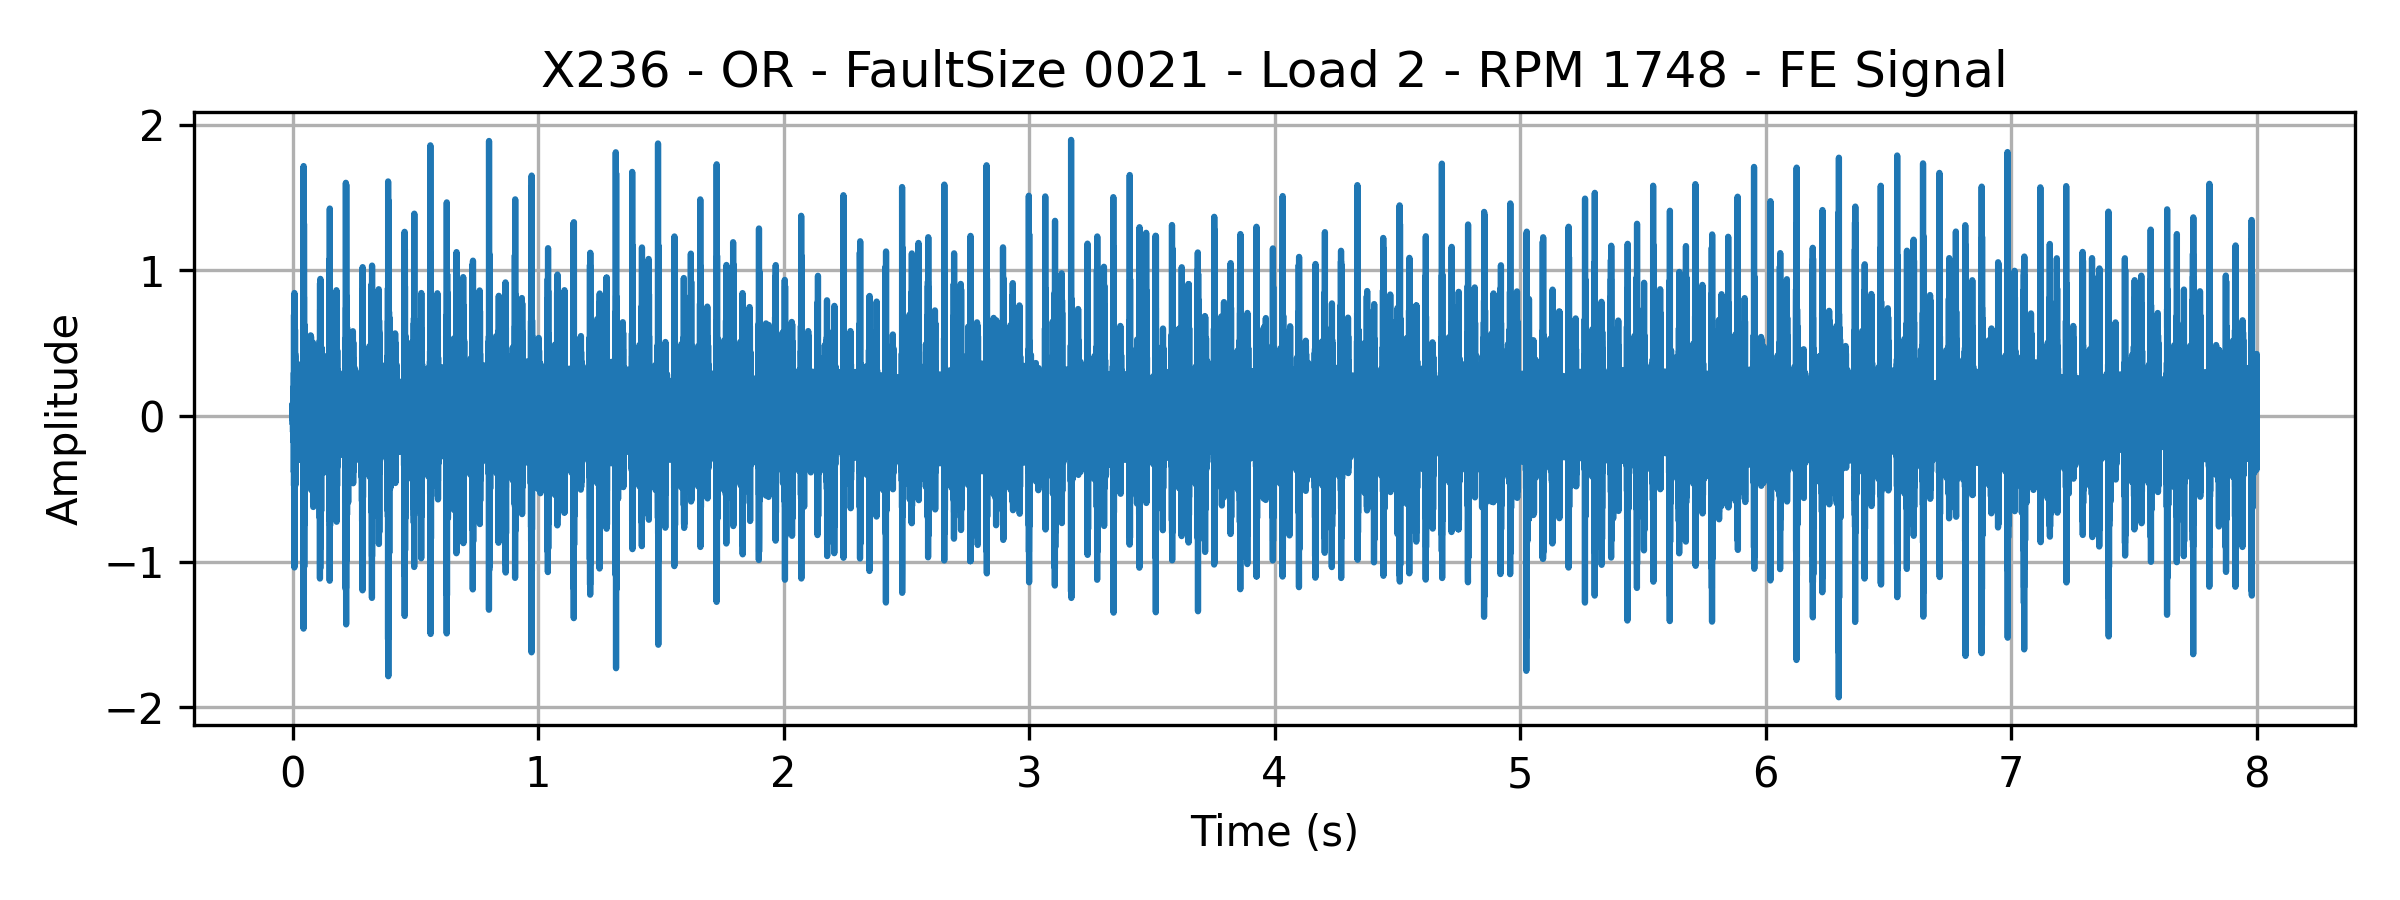 X236 - OR - FaultSize 0021 - Load 2 - RPM 1748 - FE Signal
2
1
0
−1
−2
Amplitude
0 1 2 3 4 5 6 7 8
Time (s)